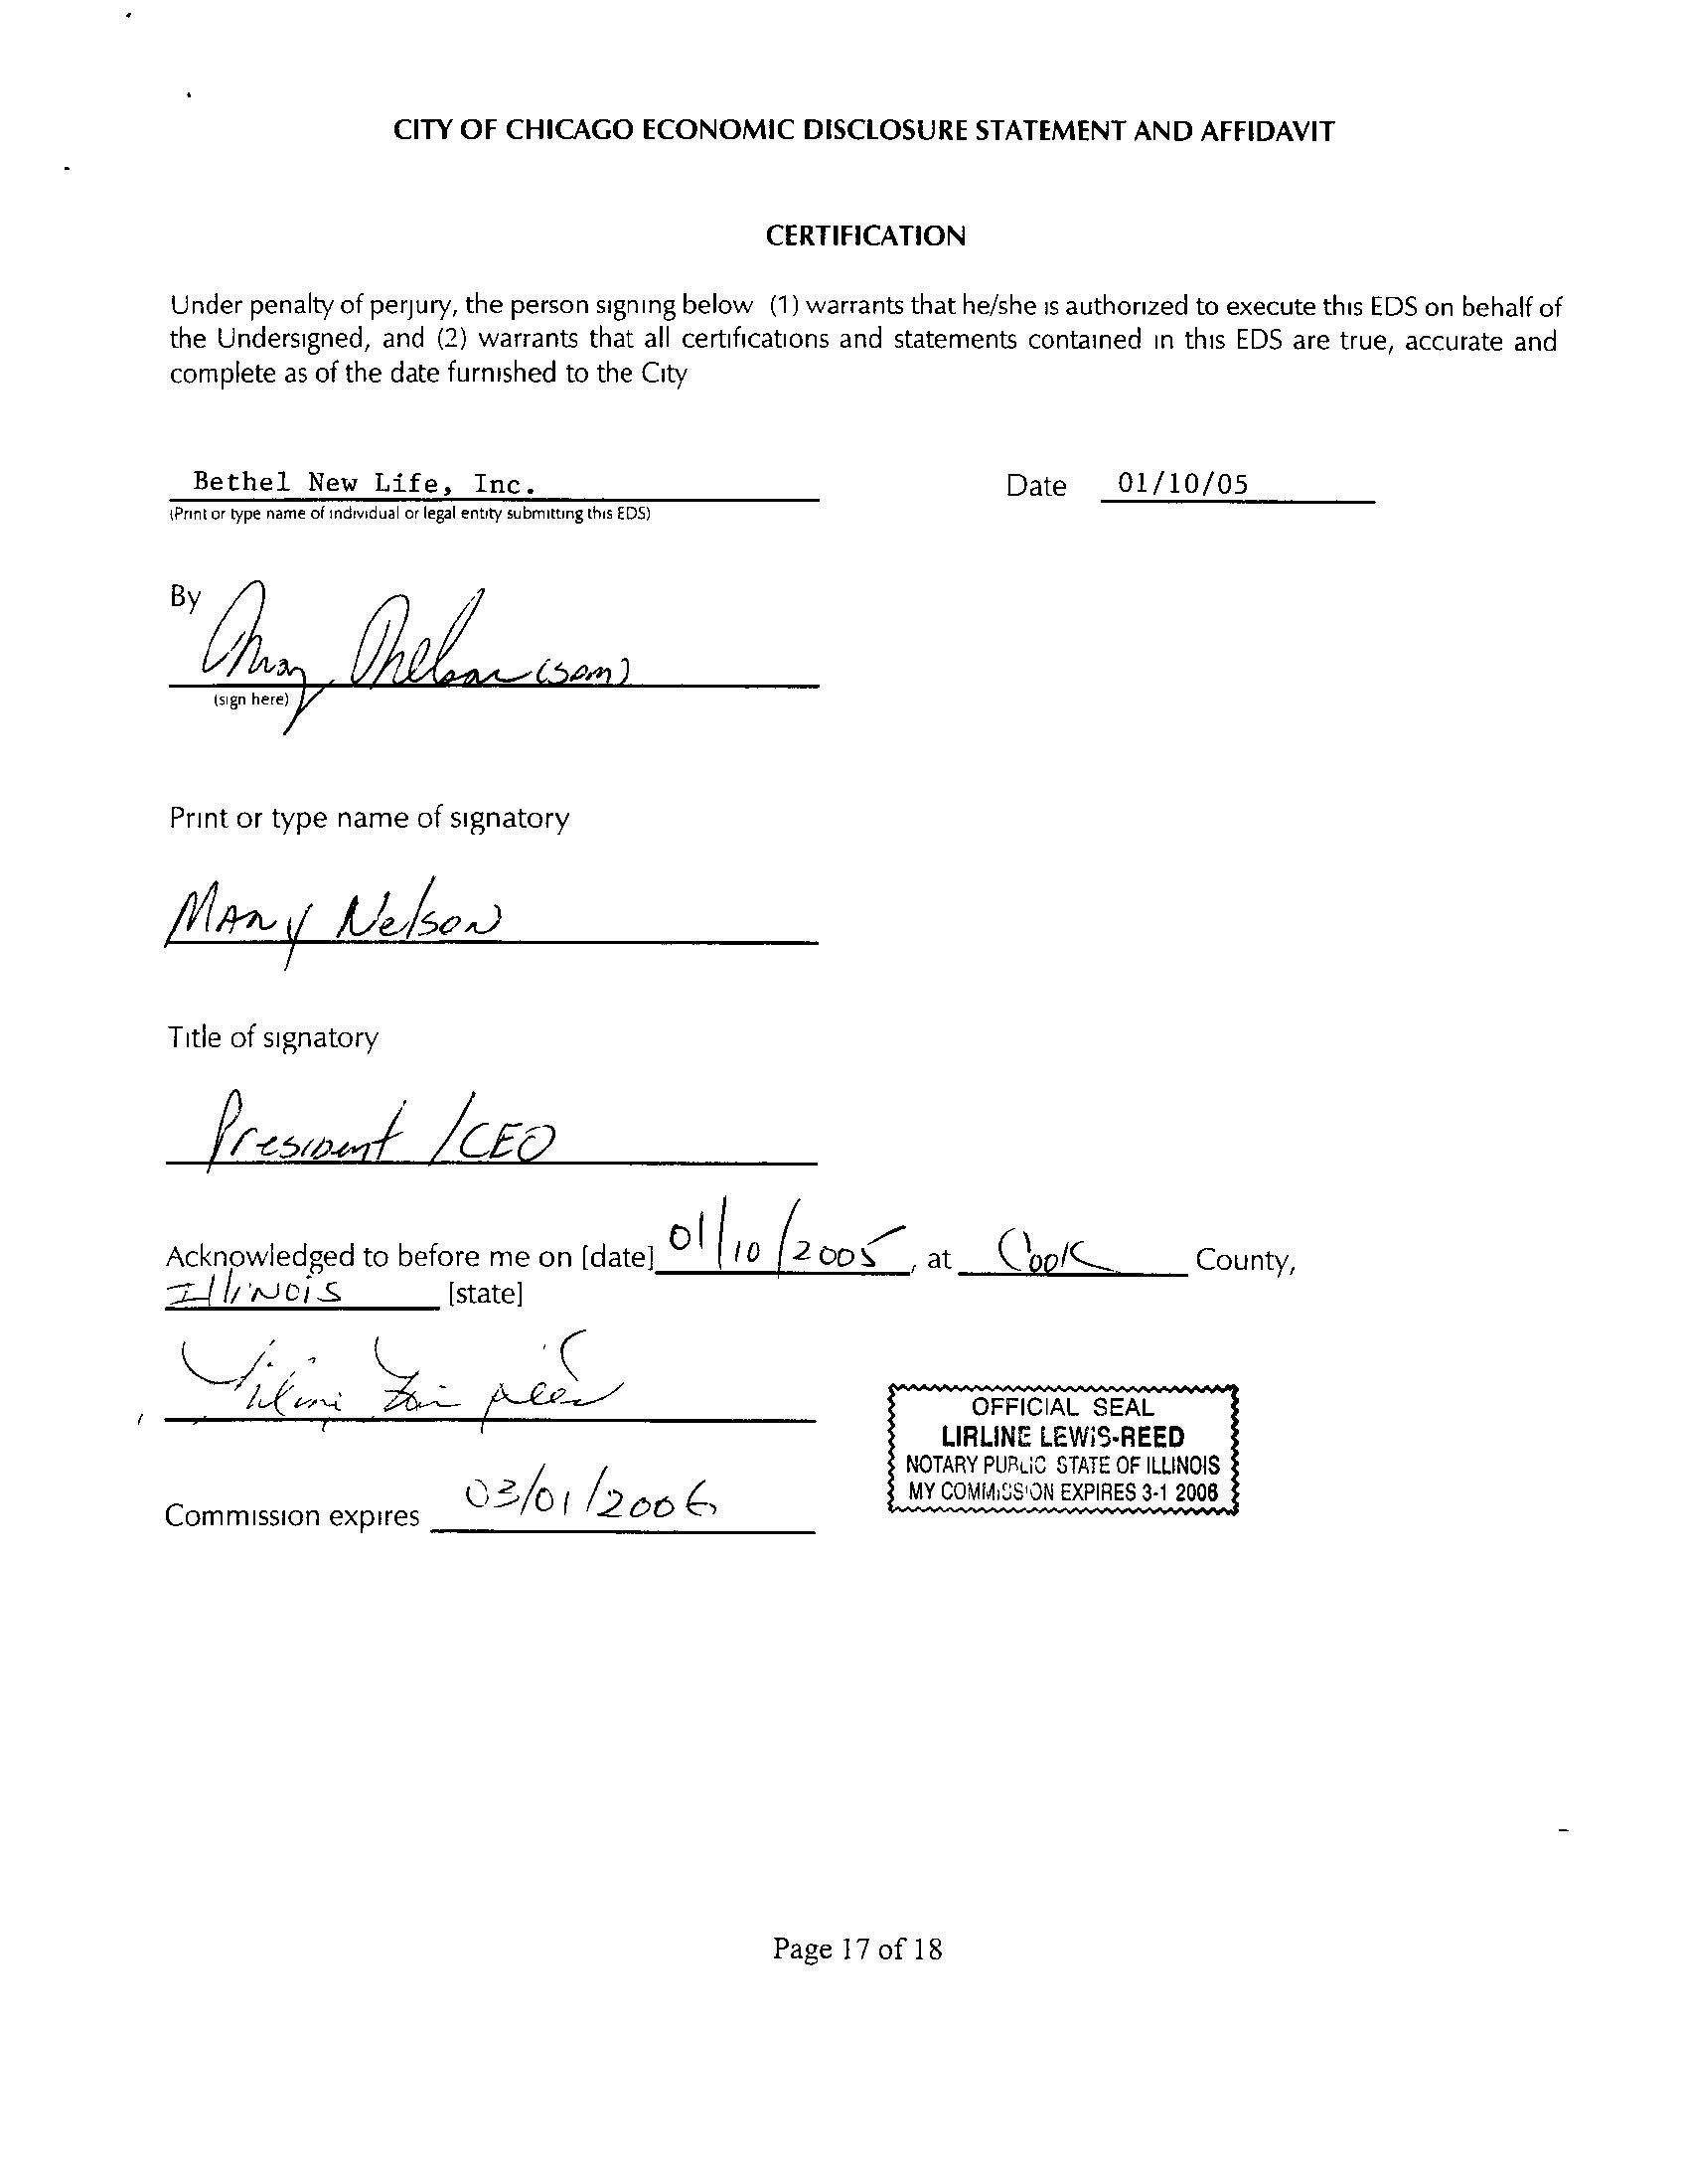 CITY OF CHICAGO ECONOMIC DISCLOSURE STATEMENT AND AFFIDAVIT
CERTIFICATION
Under penalty of perjury, the person signing below (1) warrants that he/she is authorized to execute this EDS on behalf of
the Undersigned, and (2) warrants that all certifications and statements contained in this EDS are true, accurate and
complete as of the date furnished to the City
Bethel New Life, Inc.
Date 01/10/05
(Print or type name of individual or legal entity submitting this EDS)
By
Mary Nelson (som)
(sign here)
Print or type name of signatory
MARY Nelson
Title of signatory
President /CEO
Acknowledged to before me on [date] 01/10/2005, at Cook County,
Illinois [state]
OFFICIAL SEAL
LIRLINE LEWIS-REED
NOTARY PUBLIC STATE OF ILLINOIS
MY COMMISSION EXPIRES 3-1 2006
Commission expires 03/01/2006
Page 17 of 18